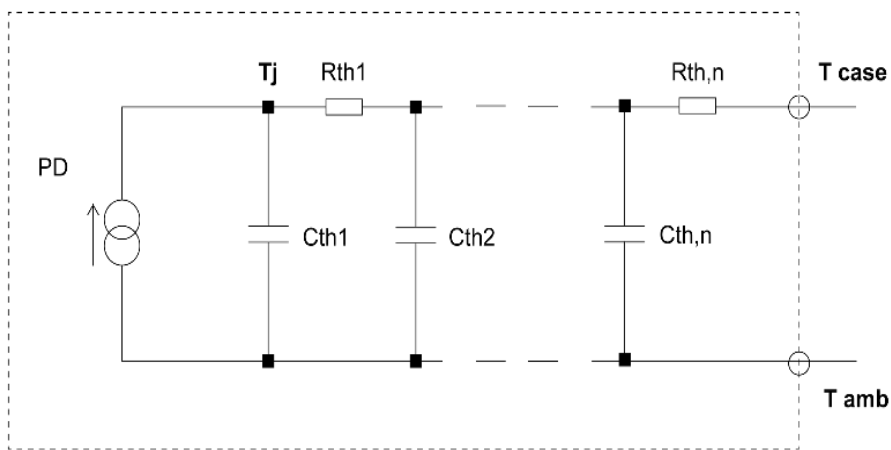 Tj
Rth1
Rth,n
T case
PD
Cth1
Cth2
Cth,n
T amb